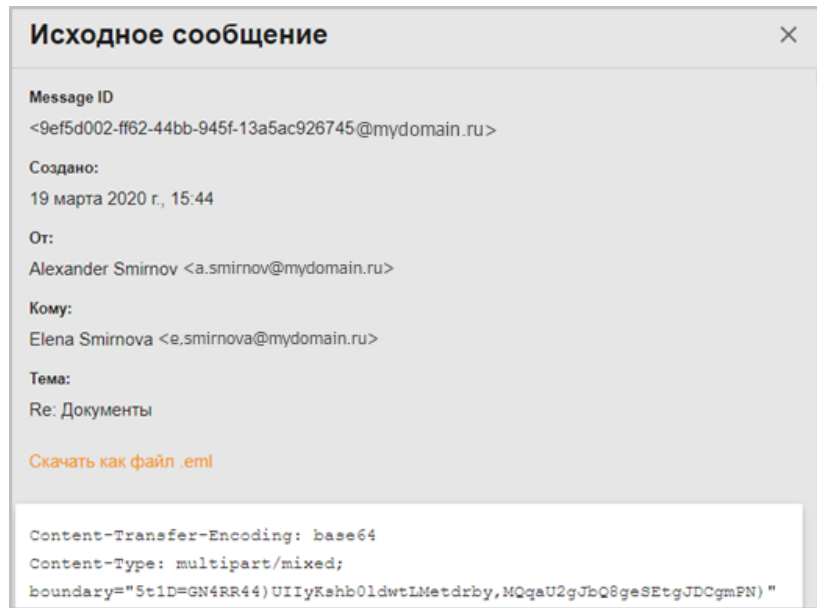 Исходное сообщение
Message ID
<9ef5d002-ff62-44bb-945f-13a5ac926745@mydomain.ru>
Создано:
19 марта 2020 г., 15:44
От:
Alexander Smirnov <a.smirnov@mydomain.ru>
Кому:
Elena Smirnova <e,smirnova@mydomain.ru>
Тема:
Re: Документы
Скачать как файл .eml
Content-Transfer-Encoding: base64
Content-Type: multipart/mixed;
boundary="5t1D=GN4RR44)UIIyKshb0ldwtLMetdrby,MQqaU2gJbQ8geSEtgJDCgmPN)"